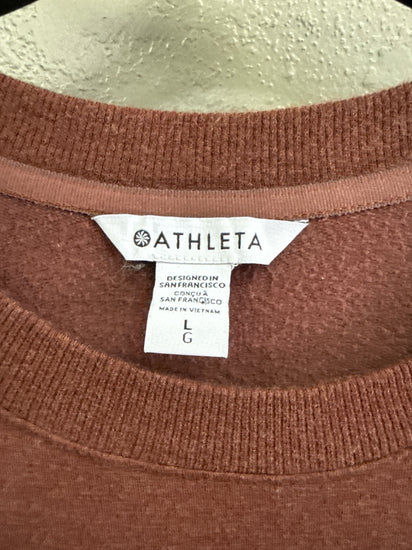 ATHLETA
DESIGNED IN
SAN FRANCISCO
CONÇU À
SAN FRANCISCO
MADE IN VIETNAM
L
G